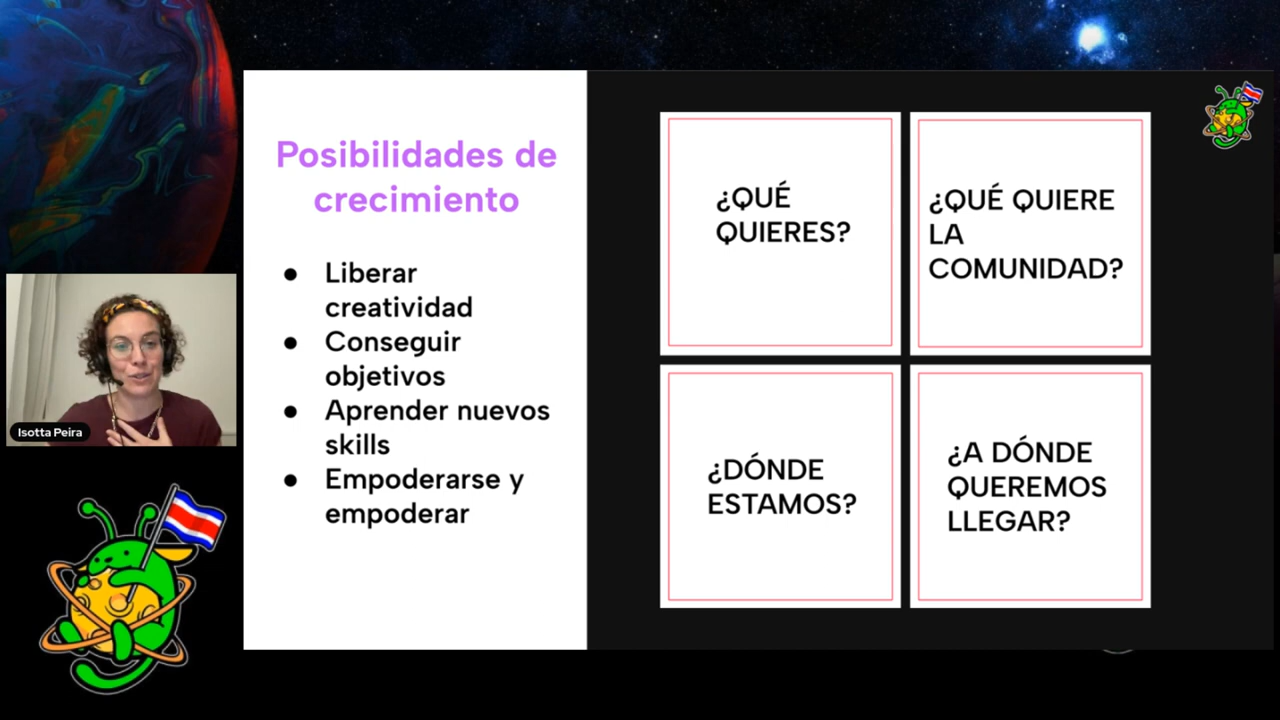 Posibilidades de
crecimiento
● Liberar
creatividad
● Conseguir
objetivos
● Aprender nuevos
skills
● Empoderarse y
empoderar
¿QUÉ
QUIERES?
¿QUÉ QUIERE
LA
COMUNIDAD?
¿DÓNDE
ESTAMOS?
¿A DÓNDE
QUEREMOS
LLEGAR?
Isotta Peira